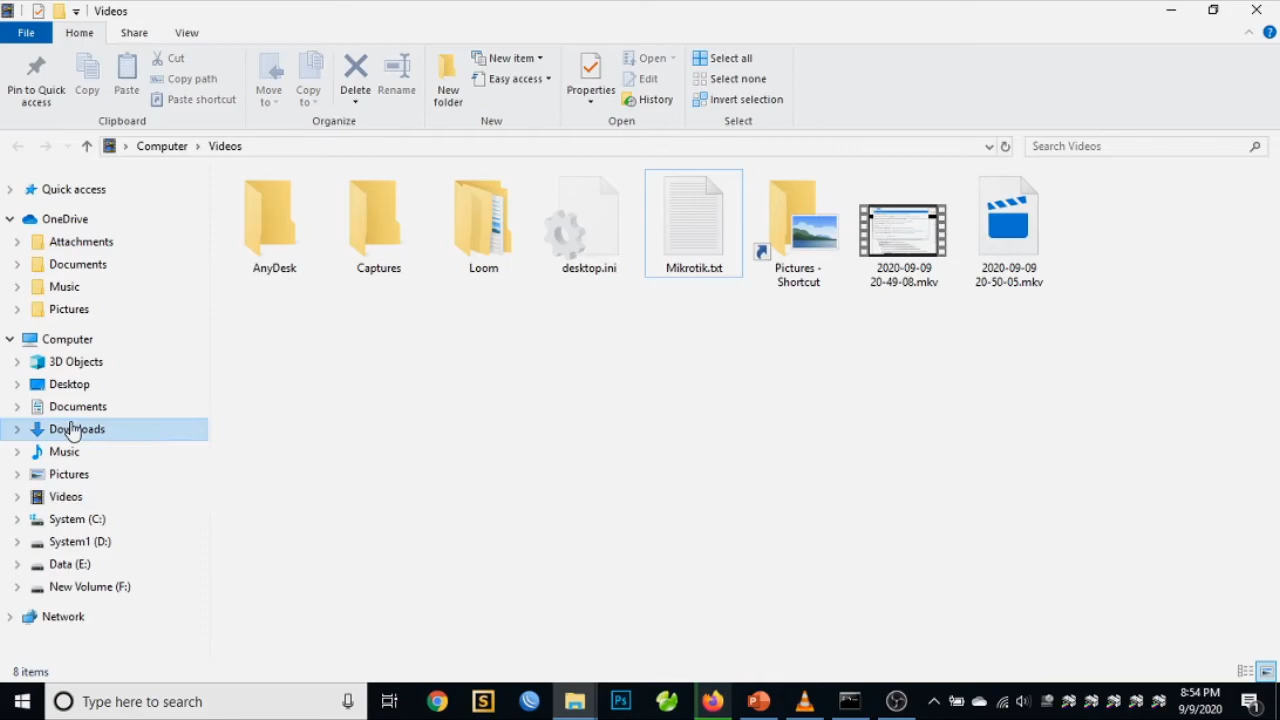 Videos
File Home Share View
Pin to Quick access
Copy
Paste
Cut
Copy path
Paste shortcut
Clipboard
Move to
Copy to
Delete
Rename
Organize
New folder
New item
Easy access
New
Properties
Open
Edit
History
Open
Select all
Select none
Invert selection
Select
Computer Videos
Search Videos
Quick access
OneDrive
Attachments
Documents
Music
Pictures
Computer
3D Objects
Desktop
Documents
Downloads
Music
Pictures
Videos
System (C:)
System1 (D:)
Data (E:)
New Volume (F:)
Network
AnyDesk
Captures
Loom
desktop.ini
Mikrotik.txt
Pictures -
Shortcut
2020-09-09
20-49-08.mkv
2020-09-09
20-50-05.mkv
8 items
Type here to search
8:54 PM
9/9/2020